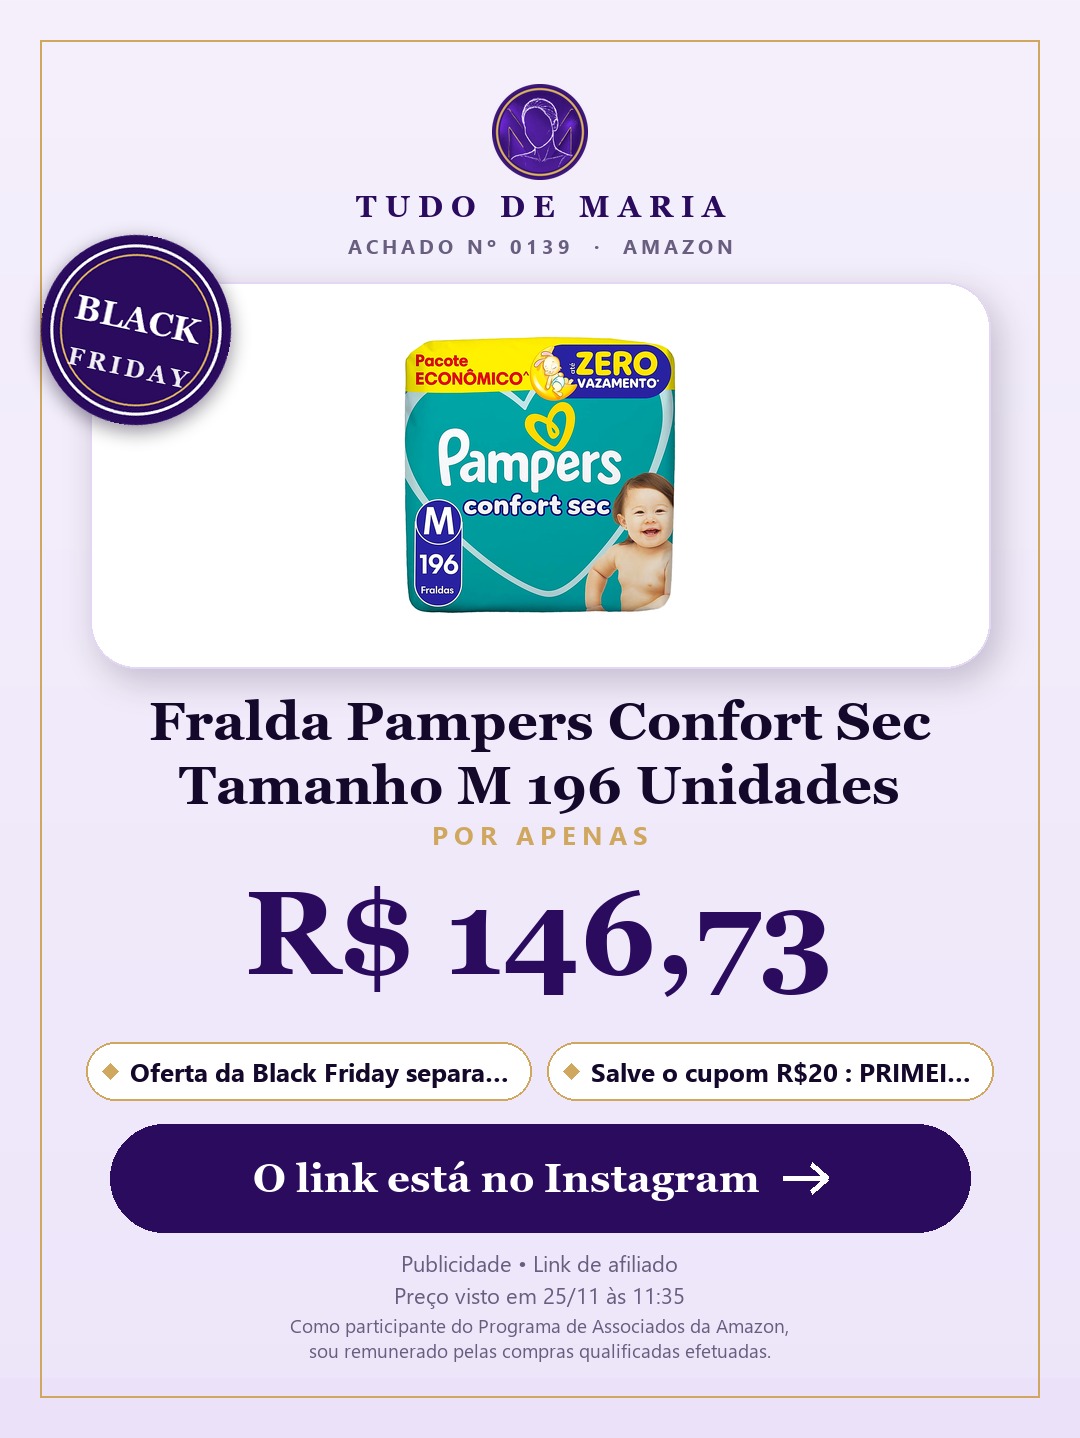 TUDO DE MARIA
ACHADO Nº 0139 · AMAZON
BLACK
FRIDAY
Pacote
ECONÔMICO^
até
ZERO
VAZAMENTO*
Pampers
confort sec
M
196
Fraldas
Fralda Pampers Confort Sec
Tamanho M 196 Unidades
POR APENAS
R$ 146,73
Oferta da Black Friday separa...
Salve o cupom R$20 : PRIMEI...
O link está no Instagram →
Publicidade • Link de afiliado
Preço visto em 25/11 às 11:35
Como participante do Programa de Associados da Amazon,
sou remunerado pelas compras qualificadas efetuadas.